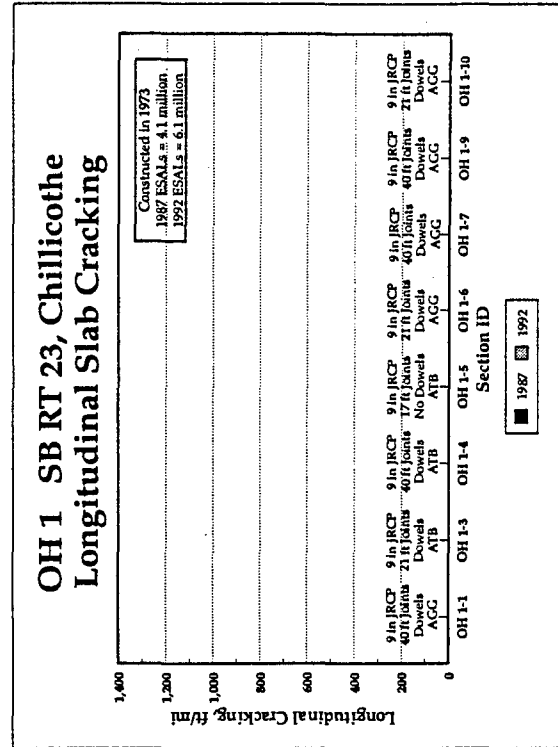 OH 1 SB RT 23, Chillicothe
Longitudinal Slab Cracking
Longitudinal Cracking, ft/mi
1,400
1,200
1,000
800
600
400
200
0
Constructed in 1973
1987 ESALs = 4.1 million
1992 ESALs = 6.1 million
9 in JRCP
40 ft Joints
Dowels
AGG
9 in JRCP
21 ft Joints
Dowels
ATB
9 in JRCP
40 ft Joints
Dowels
ATB
9 in JRCP
17 ft Joints
No Dowels
ATB
9 in JRCP
21 ft Joints
Dowels
AGG
9 in JRCP
40 ft Joints
Dowels
AGG
9 in JRCP
40 ft Joints
Dowels
AGG
9 in JRCP
21 ft Joints
Dowels
AGG
OH 1-1
OH 1-3
OH 1-4
OH 1-5
OH 1-6
OH 1-7
OH 1-9
OH 1-10
Section ID
1987
1992